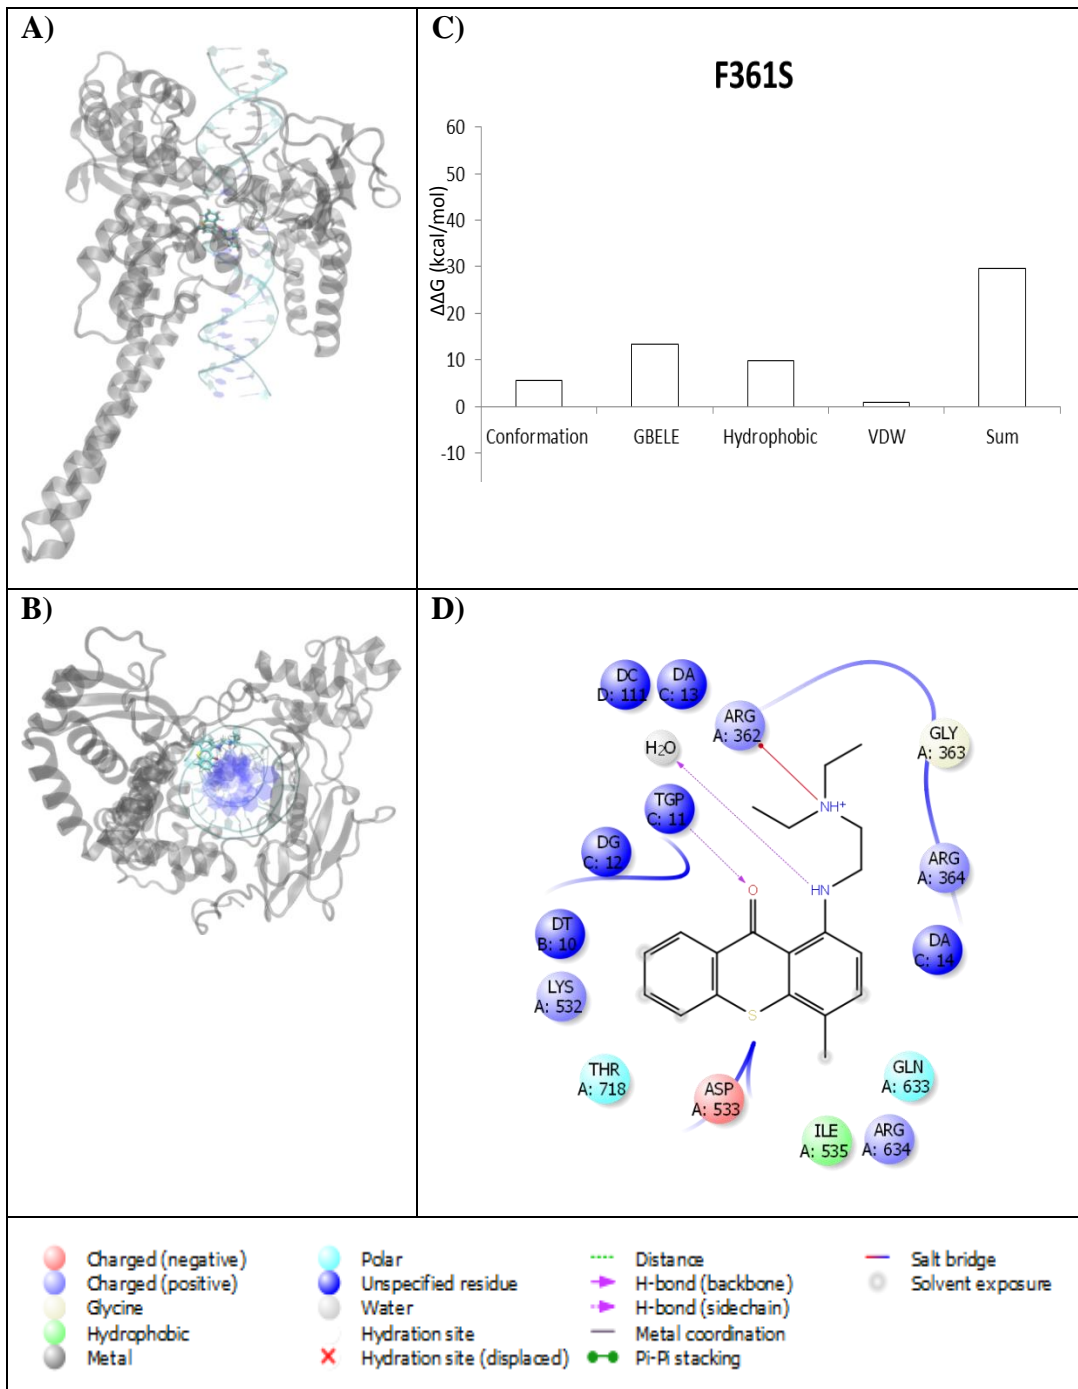 A)
C)
F361S
ΔΔG (kcal/mol)
60
50
40
30
20
10
0
-10
Conformation GBELE Hydrophobic VDW Sum
B)
D)
DC
D: 111
DA
C: 13
ARG
A: 362
H₂O
GLY
A: 363
TGP
C: 11
NH⁺
DG
C: 12
ARG
A: 364
O
HN
DT
B: 10
DA
C: 14
LYS
A: 532
S
THR
A: 718
ASP
A: 533
GLN
A: 633
ILE
A: 535
ARG
A: 634
Charged (negative)
Charged (positive)
Glycine
Hydrophobic
Metal
Polar
Unspecified residue
Water
Hydration site
Hydration site (displaced)
Distance
H-bond (backbone)
H-bond (sidechain)
Metal coordination
Pi-Pi stacking
Salt bridge
Solvent exposure